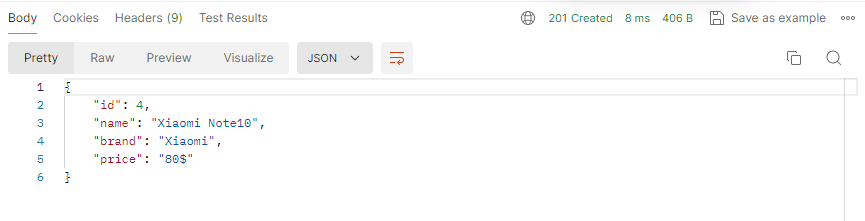 Body Cookies Headers (9) Test Results 201 Created 8 ms 406 B Save as example
Pretty Raw Preview Visualize JSON
1 {
2 "id": 4,
3 "name": "Xiaomi Note10",
4 "brand": "Xiaomi",
5 "price": "80$"
6 }